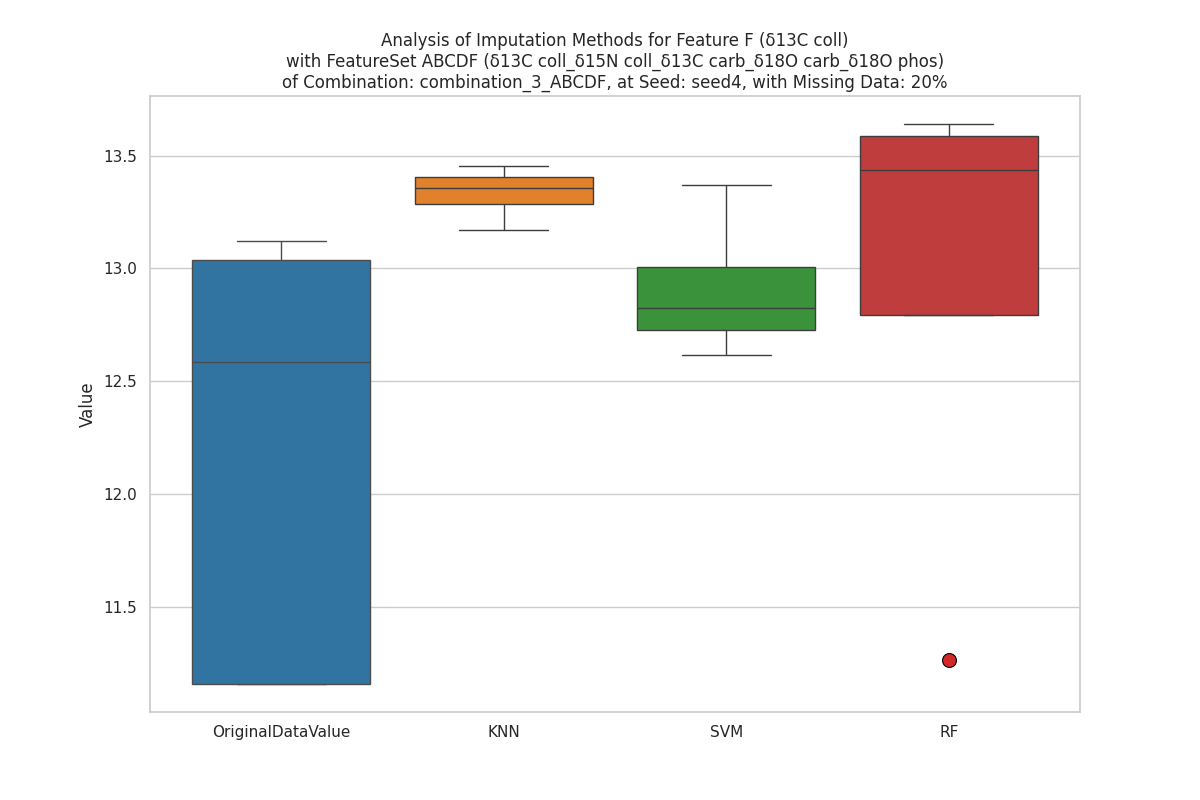 Analysis of Imputation Methods for Feature F (δ13C coll)
with FeatureSet ABCDF (δ13C coll_δ15N coll_δ13C carb_δ18O carb_δ18O phos)
of Combination: combination_3_ABCDF, at Seed: seed4, with Missing Data: 20%
Value
13.5
13.0
12.5
12.0
11.5
OriginalDataValue
KNN
SVM
RF